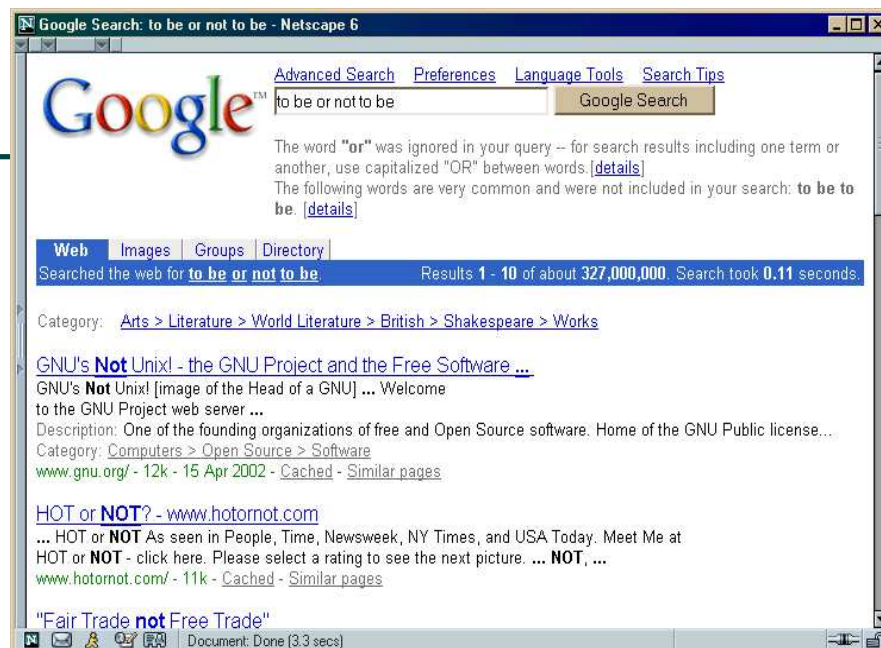 Google Search: to be or not to be - Netscape 6
Advanced Search Preferences Language Tools Search Tips
Google™
to be or not to be Google Search
The word "or" was ignored in your query -- for search results including one term or
another, use capitalized "OR" between words.[details]
The following words are very common and were not included in your search: to be to
be. [details]
Web Images Groups Directory
Searched the web for to be or not to be. Results 1 - 10 of about 327,000,000. Search took 0.11 seconds.
Category: Arts > Literature > World Literature > British > Shakespeare > Works
GNU's Not Unix! - the GNU Project and the Free Software ...
GNU's Not Unix! [image of the Head of a GNU] ... Welcome
to the GNU Project web server ...
Description: One of the founding organizations of free and Open Source software. Home of the GNU Public license...
Category: Computers > Open Source > Software
www.gnu.org/ - 12k - 15 Apr 2002 - Cached - Similar pages
HOT or NOT? - www.hotornot.com
... HOT or NOT As seen in People, Time, Newsweek, NY Times, and USA Today. Meet Me at
HOT or NOT - click here. Please select a rating to see the next picture. ... NOT, ...
www.hotornot.com/ - 11k - Cached - Similar pages
"Fair Trade not Free Trade"
Document: Done (3.3 secs)